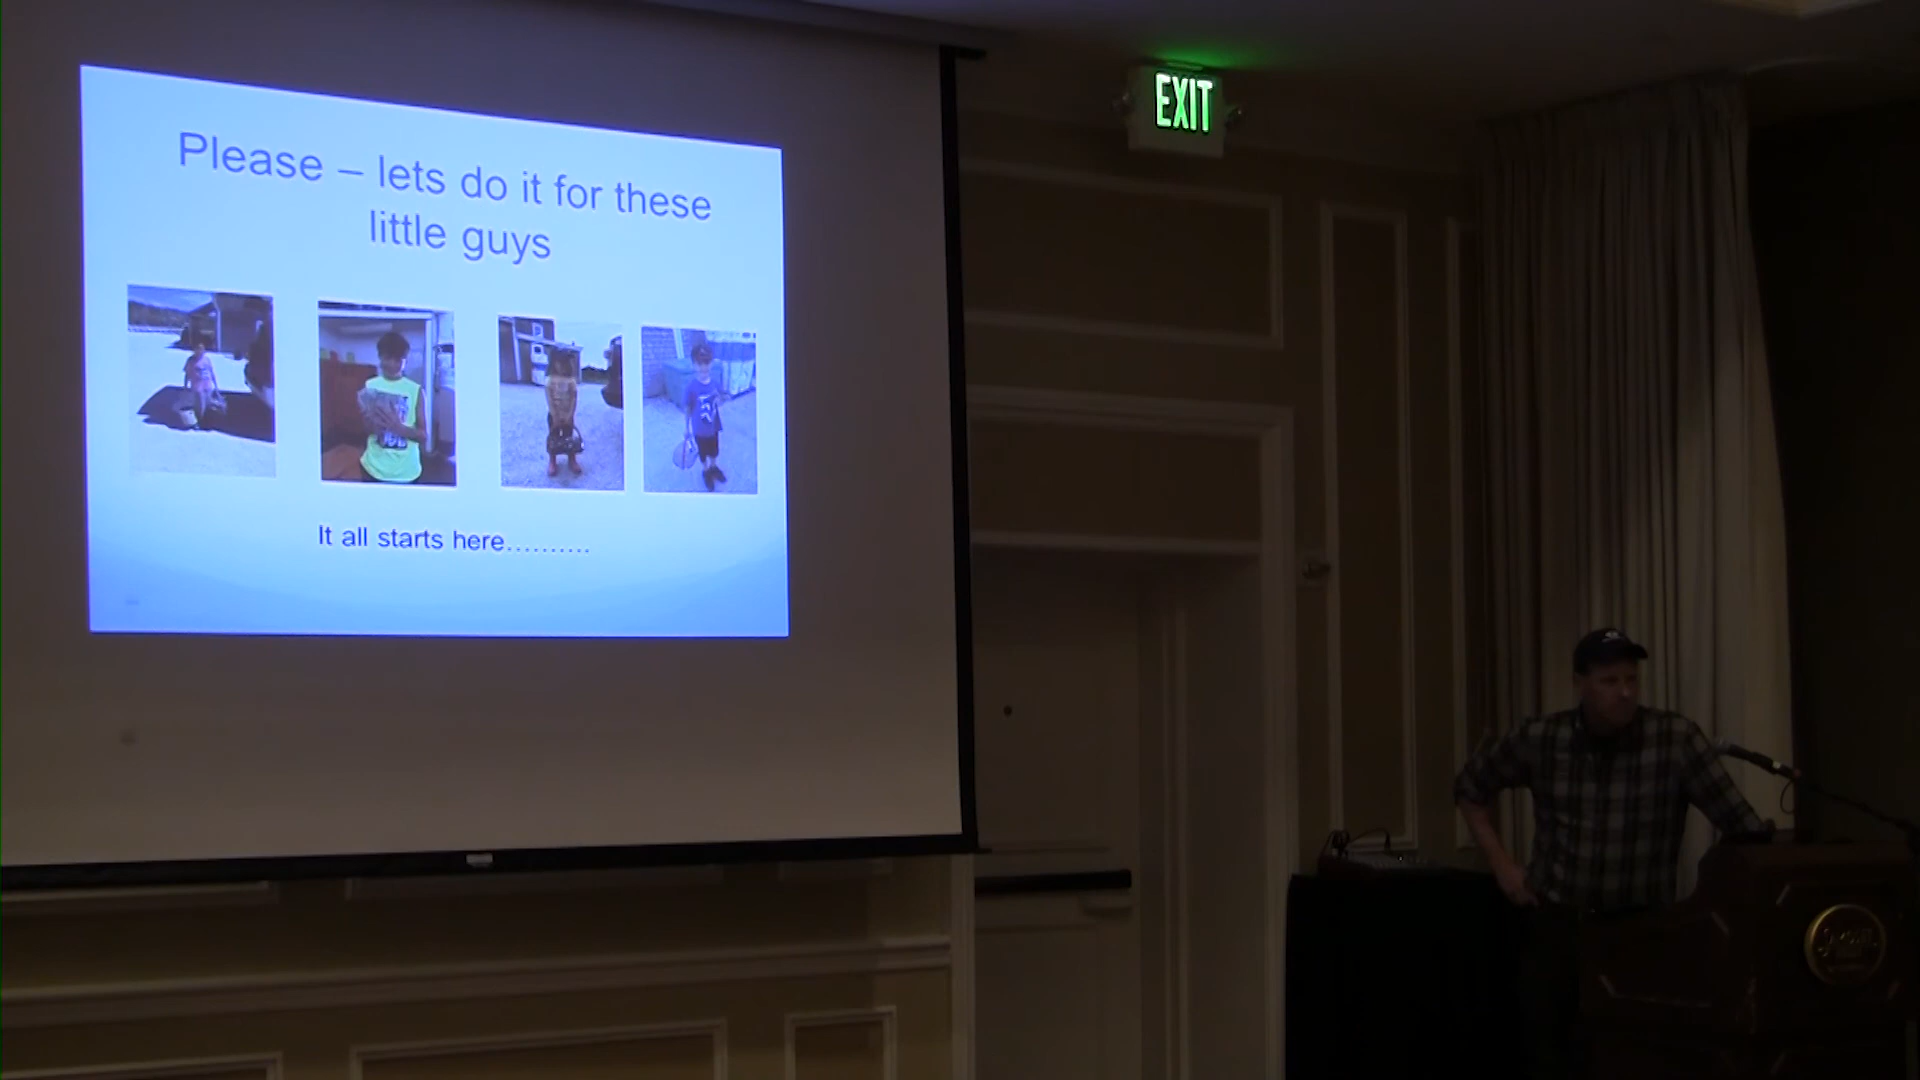 Please – lets do it for these
little guys
It all starts here..........
EXIT